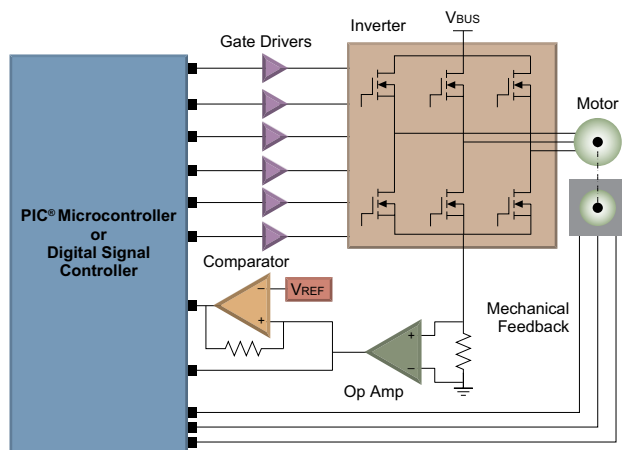 VBUS
Inverter
Gate Drivers
Motor
PIC® Microcontroller
or
Digital Signal
Controller
Comparator
VREF
Mechanical
Feedback
Op Amp
+
−
−
+